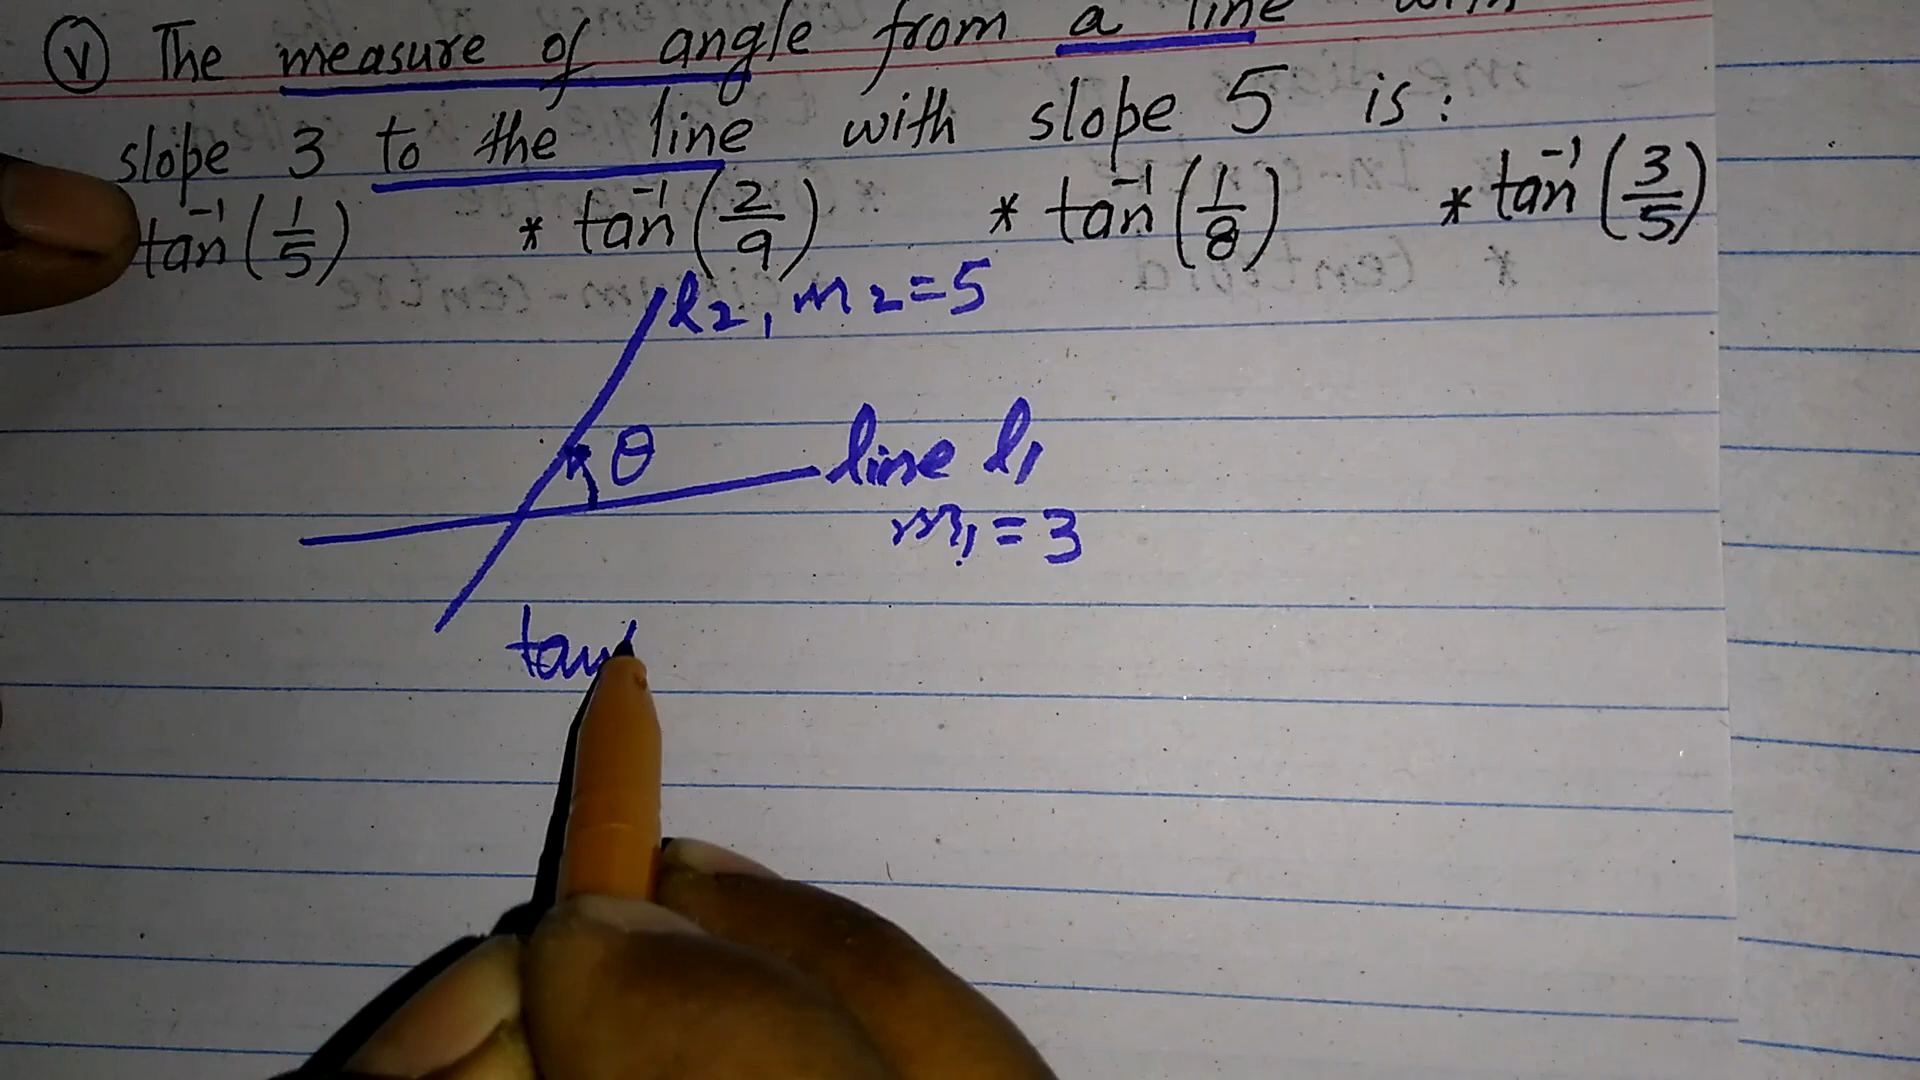 (v) The measure of angle from a line with
slope 3 to the line with slope 5 is:
tan⁻¹(1/5) * tan⁻¹(2/9) * tan⁻¹(1/8) * tan⁻¹(3/5)
l₂, m₂=5
θ line l₁
m₁=3
tan